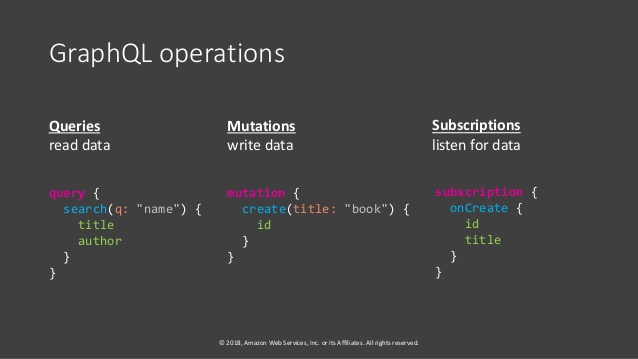 GraphQL operations
Queries
read data
query {
  search(q: "name") {
    title
    author
  }
}
Mutations
write data
mutation {
  create(title: "book") {
    id
  }
}
Subscriptions
listen for data
subscription {
  onCreate {
    id
    title
  }
}
© 2018, Amazon Web Services, Inc. or its Affiliates. All rights reserved.